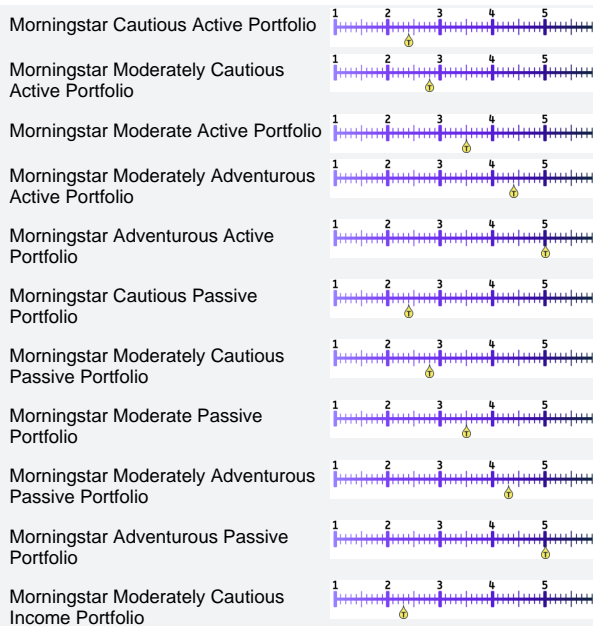 Morningstar Cautious Active Portfolio
1 2 3 4 5
T
Morningstar Moderately Cautious
Active Portfolio
1 2 3 4 5
T
Morningstar Moderate Active Portfolio
1 2 3 4 5
T
Morningstar Moderately Adventurous
Active Portfolio
1 2 3 4 5
T
Morningstar Adventurous Active
Portfolio
1 2 3 4 5
T
Morningstar Cautious Passive
Portfolio
1 2 3 4 5
T
Morningstar Moderately Cautious
Passive Portfolio
1 2 3 4 5
T
Morningstar Moderate Passive
Portfolio
1 2 3 4 5
T
Morningstar Moderately Adventurous
Passive Portfolio
1 2 3 4 5
T
Morningstar Adventurous Passive
Portfolio
1 2 3 4 5
T
Morningstar Moderately Cautious
Income Portfolio
1 2 3 4 5
T